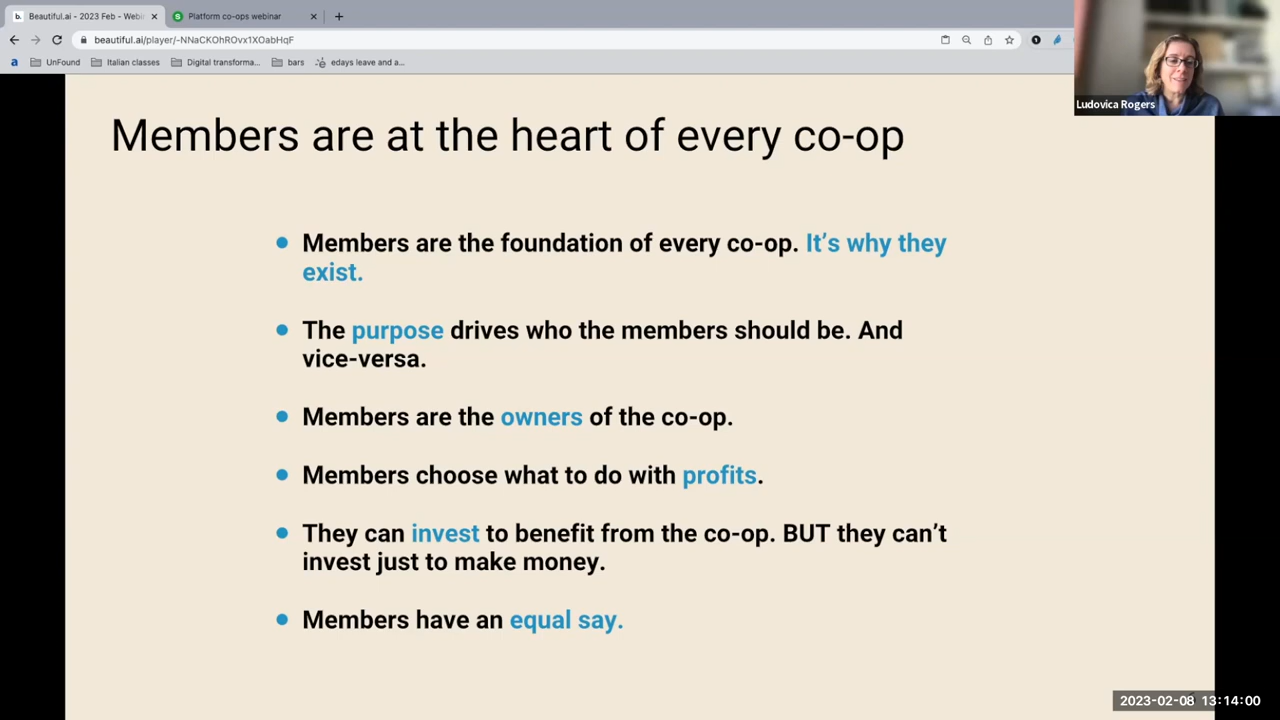 Beautiful.ai - 2023 Feb - Webi
Platform co-ops webinar
beautiful.ai/player/-NNaCKOhROvx1XOabHqF
UnFound
Italian classes
Digital transforma...
bars
edays leave and a...
Ludovica Rogers
Members are at the heart of every co-op
Members are the foundation of every co-op. It's why they
exist.
The purpose drives who the members should be. And
vice-versa.
Members are the owners of the co-op.
Members choose what to do with profits.
They can invest to benefit from the co-op. BUT they can't
invest just to make money.
Members have an equal say.
2023-02-08 13:14:00